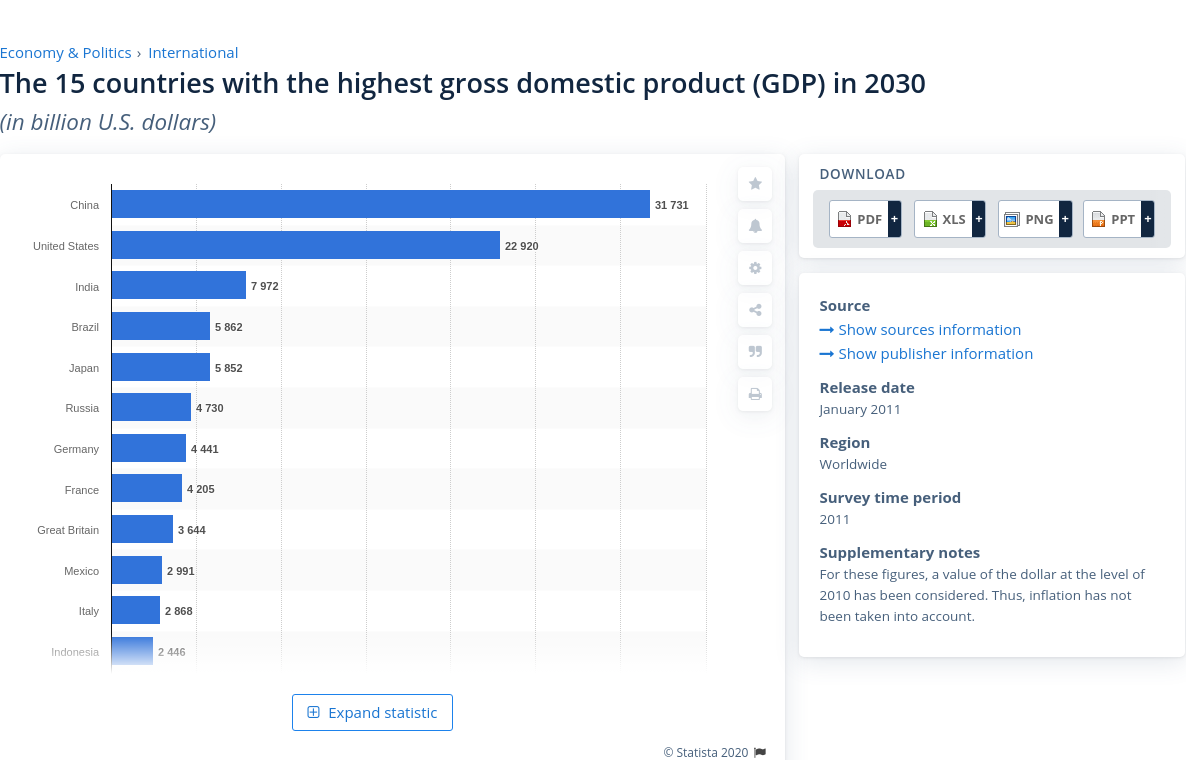 Economy & Politics › International
The 15 countries with the highest gross domestic product (GDP) in 2030
(in billion U.S. dollars)
China 31 731
United States 22 920
India 7 972
Brazil 5 862
Japan 5 852
Russia 4 730
Germany 4 441
France 4 205
Great Britain 3 644
Mexico 2 991
Italy 2 868
Indonesia 2 446
Expand statistic
© Statista 2020
DOWNLOAD
PDF + XLS + PNG + PPT +
Source
Show sources information
Show publisher information
Release date
January 2011
Region
Worldwide
Survey time period
2011
Supplementary notes
For these figures, a value of the dollar at the level of
2010 has been considered. Thus, inflation has not
been taken into account.